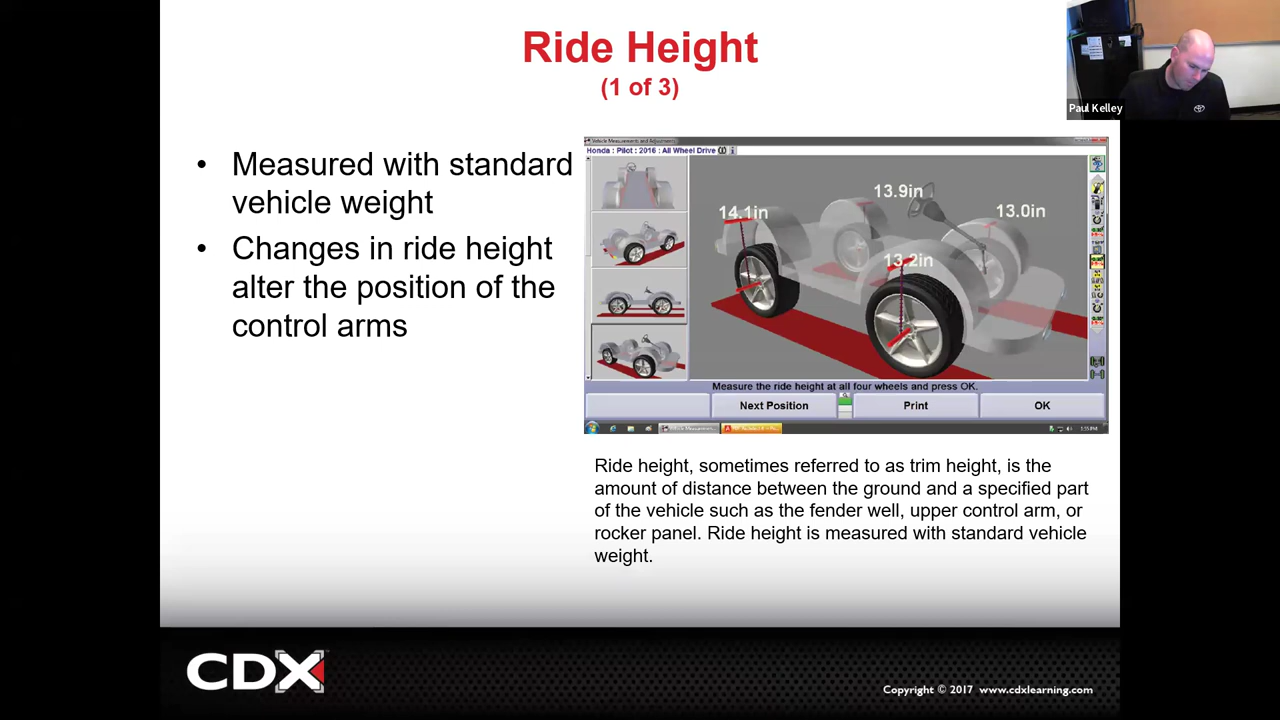 Ride Height
(1 of 3)
Paul Kelley
• Measured with standard
vehicle weight
• Changes in ride height
alter the position of the
control arms
Vehicle Measurements and Adjustments
Honda : Pilot : 2016 : All Wheel Drive
13.9in
14.1in
13.0in
13.2in
Measure the ride height at all four wheels and press OK.
Next Position
Print
OK
Ride height, sometimes referred to as trim height, is the
amount of distance between the ground and a specified part
of the vehicle such as the fender well, upper control arm, or
rocker panel. Ride height is measured with standard vehicle
weight.
CDX
Copyright © 2017 www.cdxlearning.com